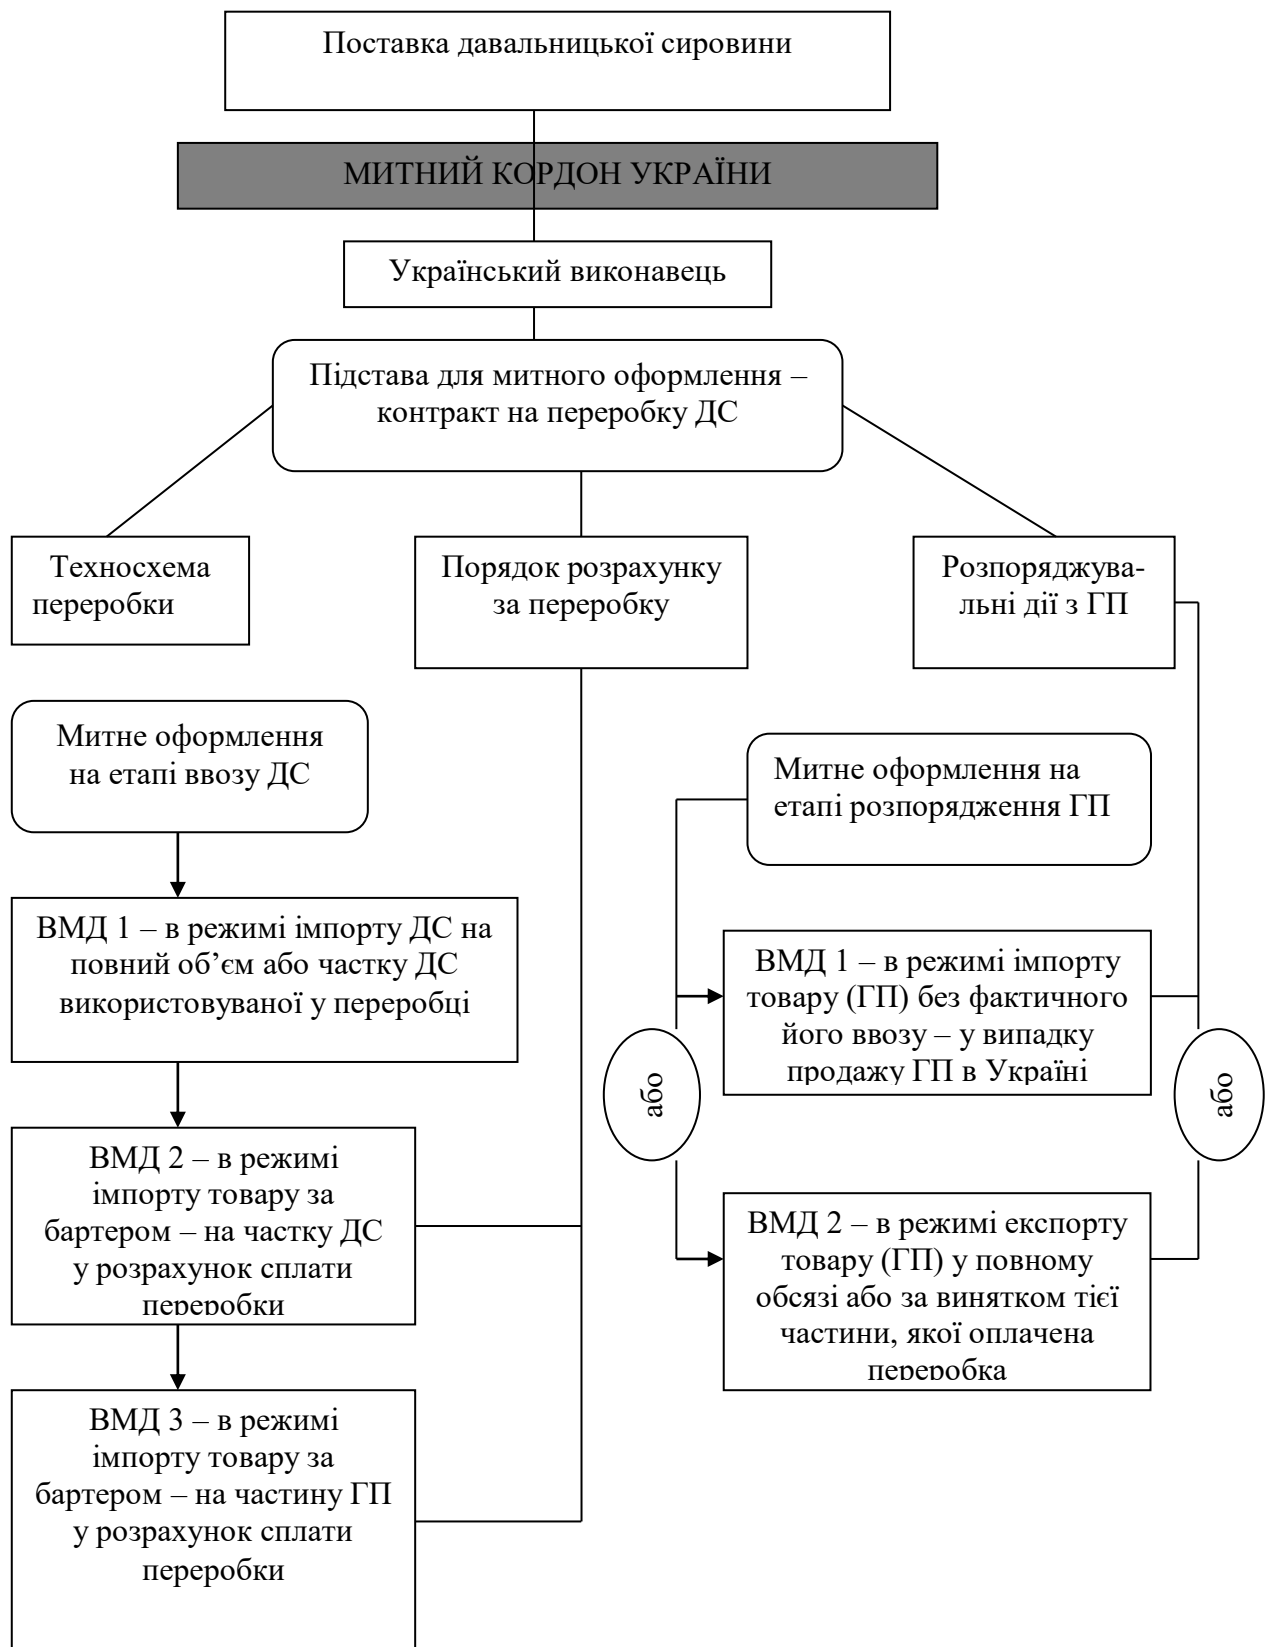 Поставка давальницької сировини
МИТНИЙ КОРДОН УКРАЇНИ
Український виконавець
Підстава для митного оформлення –
контракт на переробку ДС
Техносхема
переробки
Порядок розрахунку
за переробку
Розпоряджува-
льні дії з ГП
Митне оформлення
на етапі ввозу ДС
Митне оформлення на
етапі розпорядження ГП
ВМД 1 – в режимі імпорту ДС на
повний об’єм або частку ДС
використовуваної у переробці
ВМД 1 – в режимі імпорту
товару (ГП) без фактичного
його ввозу – у випадку
продажу ГП в Україні
або
або
ВМД 2 – в режимі
імпорту товару за
бартером – на частку ДС
у розрахунок сплати
переробки
ВМД 2 – в режимі експорту
товару (ГП) у повному
обсязі або за винятком тієї
частини, якої оплачена
переробка
ВМД 3 – в режимі
імпорту товару за
бартером – на частину ГП
у розрахунок сплати
переробки